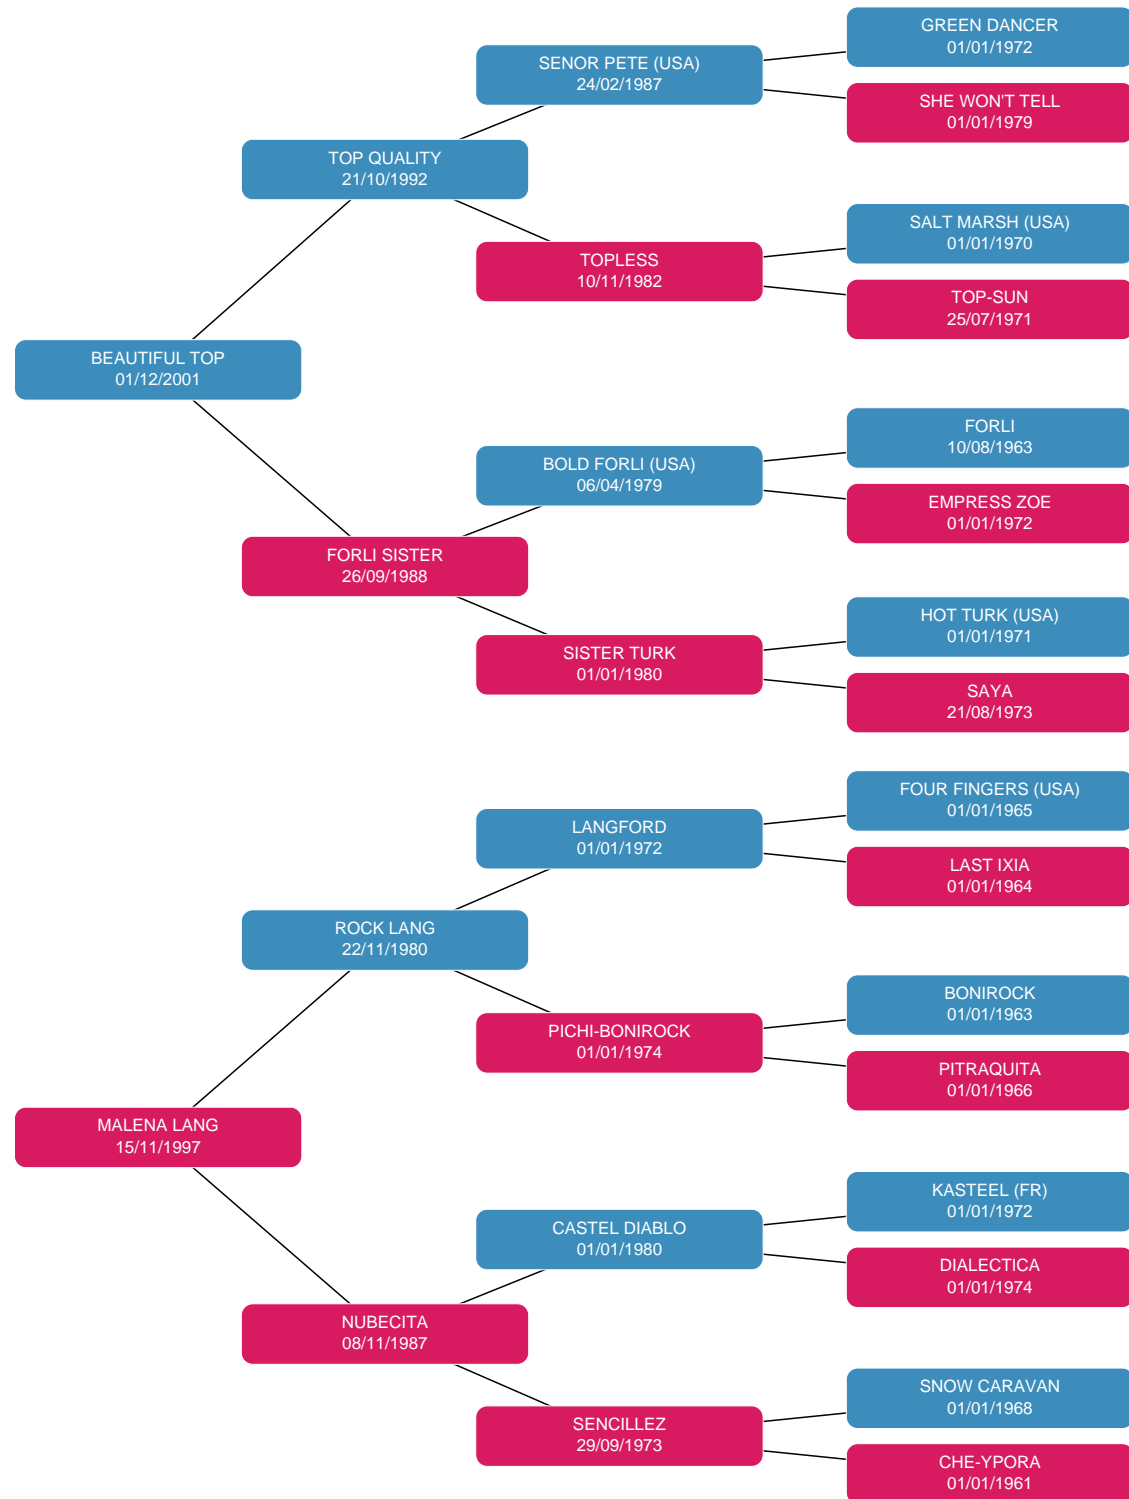 GREEN DANCER
01/01/1972
SENOR PETE (USA)
24/02/1987
SHE WON'T TELL
01/01/1979
TOP QUALITY
21/10/1992
SALT MARSH (USA)
01/01/1970
TOPLESS
10/11/1982
TOP-SUN
25/07/1971
BEAUTIFUL TOP
01/12/2001
FORLI
10/08/1963
BOLD FORLI (USA)
06/04/1979
EMPRESS ZOE
01/01/1972
FORLI SISTER
26/09/1988
HOT TURK (USA)
01/01/1971
SISTER TURK
01/01/1980
SAYA
21/08/1973
FOUR FINGERS (USA)
01/01/1965
LANGFORD
01/01/1972
LAST IXIA
01/01/1964
ROCK LANG
22/11/1980
BONIROCK
01/01/1963
PICHI-BONIROCK
01/01/1974
PITRAQUITA
01/01/1966
MALENA LANG
15/11/1997
KASTEEL (FR)
01/01/1972
CASTEL DIABLO
01/01/1980
DIALECTICA
01/01/1974
NUBECITA
08/11/1987
SNOW CARAVAN
01/01/1968
SENCILLEZ
29/09/1973
CHE-YPORA
01/01/1961